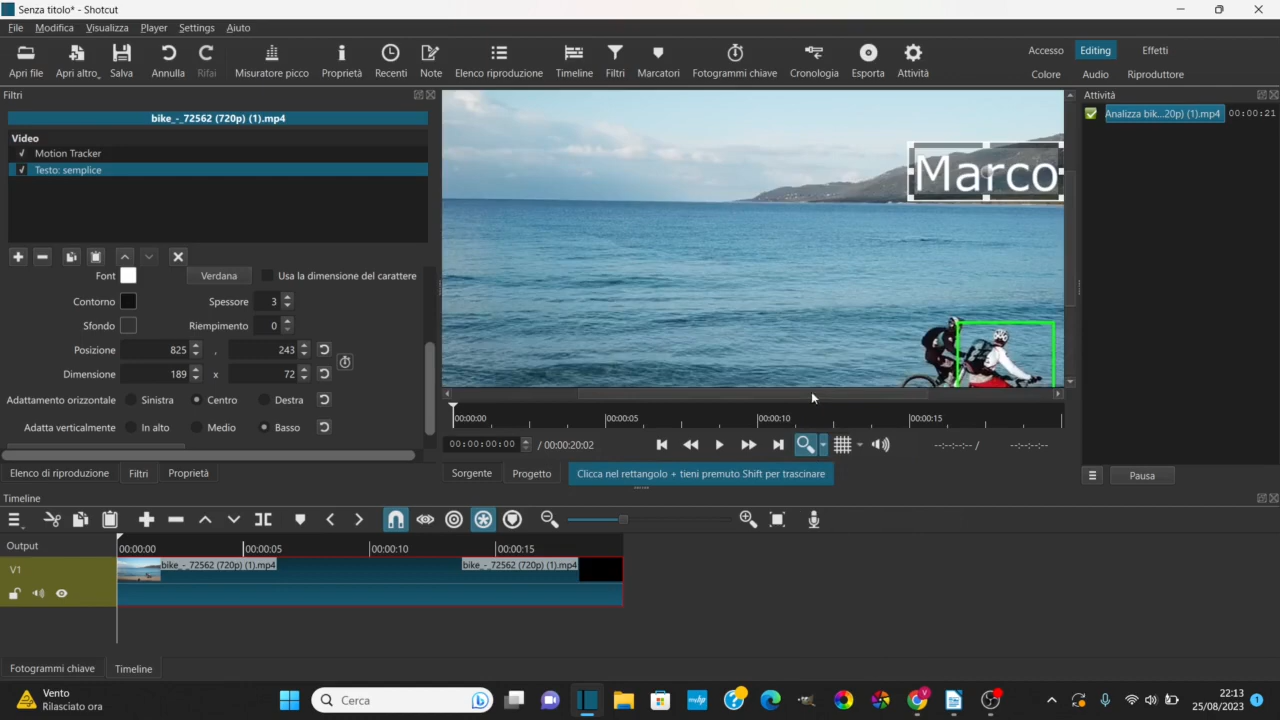 Senza titolo* - Shotcut
File Modifica Visualizza Player Settings Aiuto
Apri file Apri altro Salva Annulla Rifai Misuratore picco Proprietà Recenti Note Elenco riproduzione Timeline Filtri Marcatori Fotogrammi chiave Cronologia Esporta Attività
Accesso Editing Effetti
Colore Audio Riproduttore
Filtri
bike_-_72562 (720p) (1).mp4
Video
Motion Tracker
Testo: semplice
Font Verdana Usa la dimensione del carattere
Contorno Spessore 3
Sfondo Riempimento 0
Posizione 825 , 243
Dimensione 189 x 72
Adattamento orizzontale Sinistra Centro Destra
Adatta verticalmente In alto Medio Basso
Elenco di riproduzione Filtri Proprietà
Marco
00:00:00 00:00:05 00:00:10 00:00:15
00:00:00:00 / 00:00:20:02
--:--:--:-- / --:--:--:--
Sorgente Progetto Clicca nel rettangolo + tieni premuto Shift per trascinare
Attività
Analizza bik...20p) (1).mp4 00:00:21
Pausa
Timeline
Output
00:00:00 00:00:05 00:00:10 00:00:15
V1
bike_-_72562 (720p) (1).mp4 bike_-_72562 (720p) (1).mp4
Fotogrammi chiave Timeline
Vento
Rilasciato ora
Cerca
mhp
V
22:13
25/08/2023
1